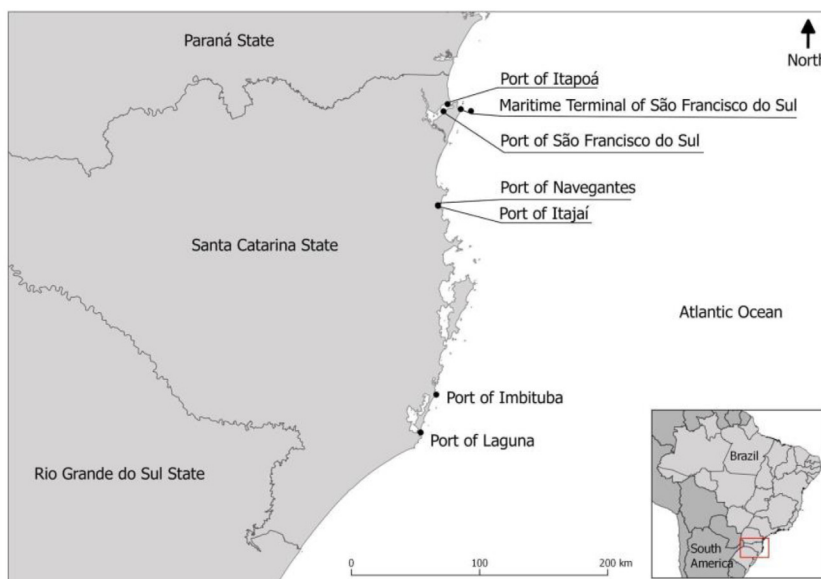 Paraná State
North
Port of Itapoá
Maritime Terminal of São Francisco do Sul
Port of São Francisco do Sul
Port of Navegantes
Port of Itajaí
Santa Catarina State
Atlantic Ocean
Port of Imbituba
Port of Laguna
Rio Grande do Sul State
Brazil
South
America
0 100 200 km